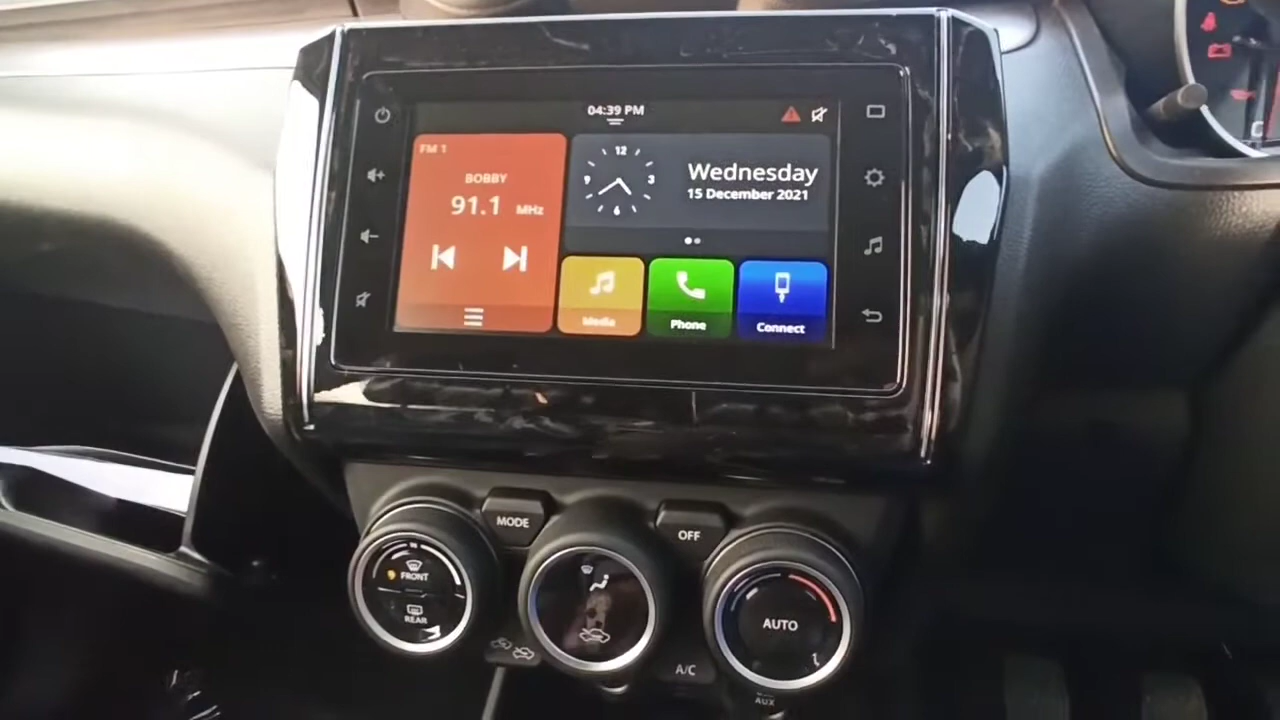 04:39 PM
FM 1
BOBBY
91.1 MHz
12
3
6
9
Wednesday
15 December 2021
Media
Phone
Connect
MODE
OFF
FRONT
REAR
AUTO
A/C
AUX